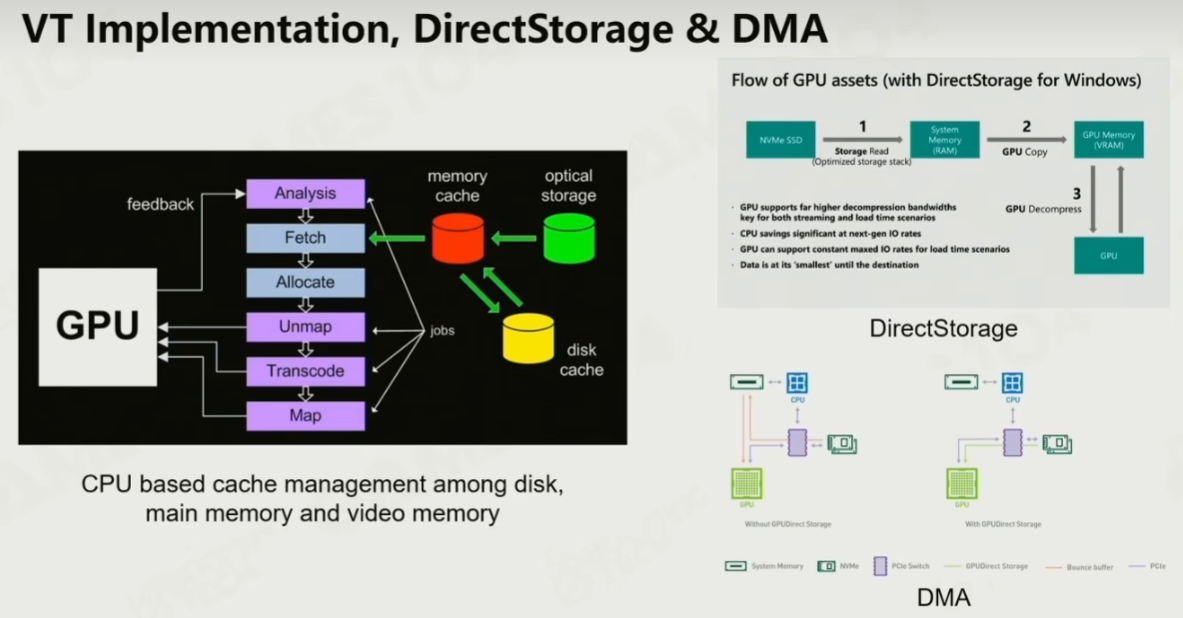 VT Implementation, DirectStorage & DMA
feedback
GPU
Analysis
Fetch
Allocate
Unmap
Transcode
Map
memory
cache
optical
storage
jobs
disk
cache
CPU based cache management among disk,
main memory and video memory
Flow of GPU assets (with DirectStorage for Windows)
NVMe SSD
1
Storage Read
(Optimized storage stack)
System
Memory
(RAM)
2
GPU Copy
GPU Memory
(VRAM)
3
GPU Decompress
GPU
· GPU supports far higher decompression bandwidths
key for both streaming and load time scenarios
· CPU savings significant at next-gen IO rates
· GPU can support constant maxed IO rates for load time scenarios
· Data is at its 'smallest' until the destination
DirectStorage
CPU
GPU
Without GPUDirect Storage
CPU
GPU
With GPUDirect Storage
System Memory
NVMe
PCIe Switch
GPUDirect Storage
Bounce buffer
PCIe
DMA